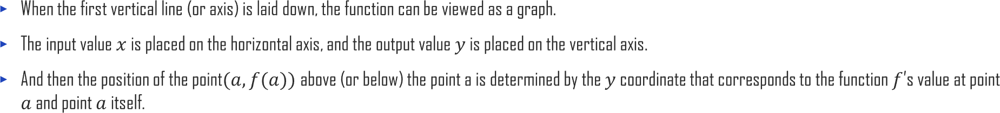 ▸ When the first vertical line (or axis) is laid down, the function can be viewed as a graph.
▸ The input value x is placed on the horizontal axis, and the output value y is placed on the vertical axis.
▸ And then the position of the point(a, f(a)) above (or below) the point a is determined by the y coordinate that corresponds to the function f's value at point
a and point a itself.